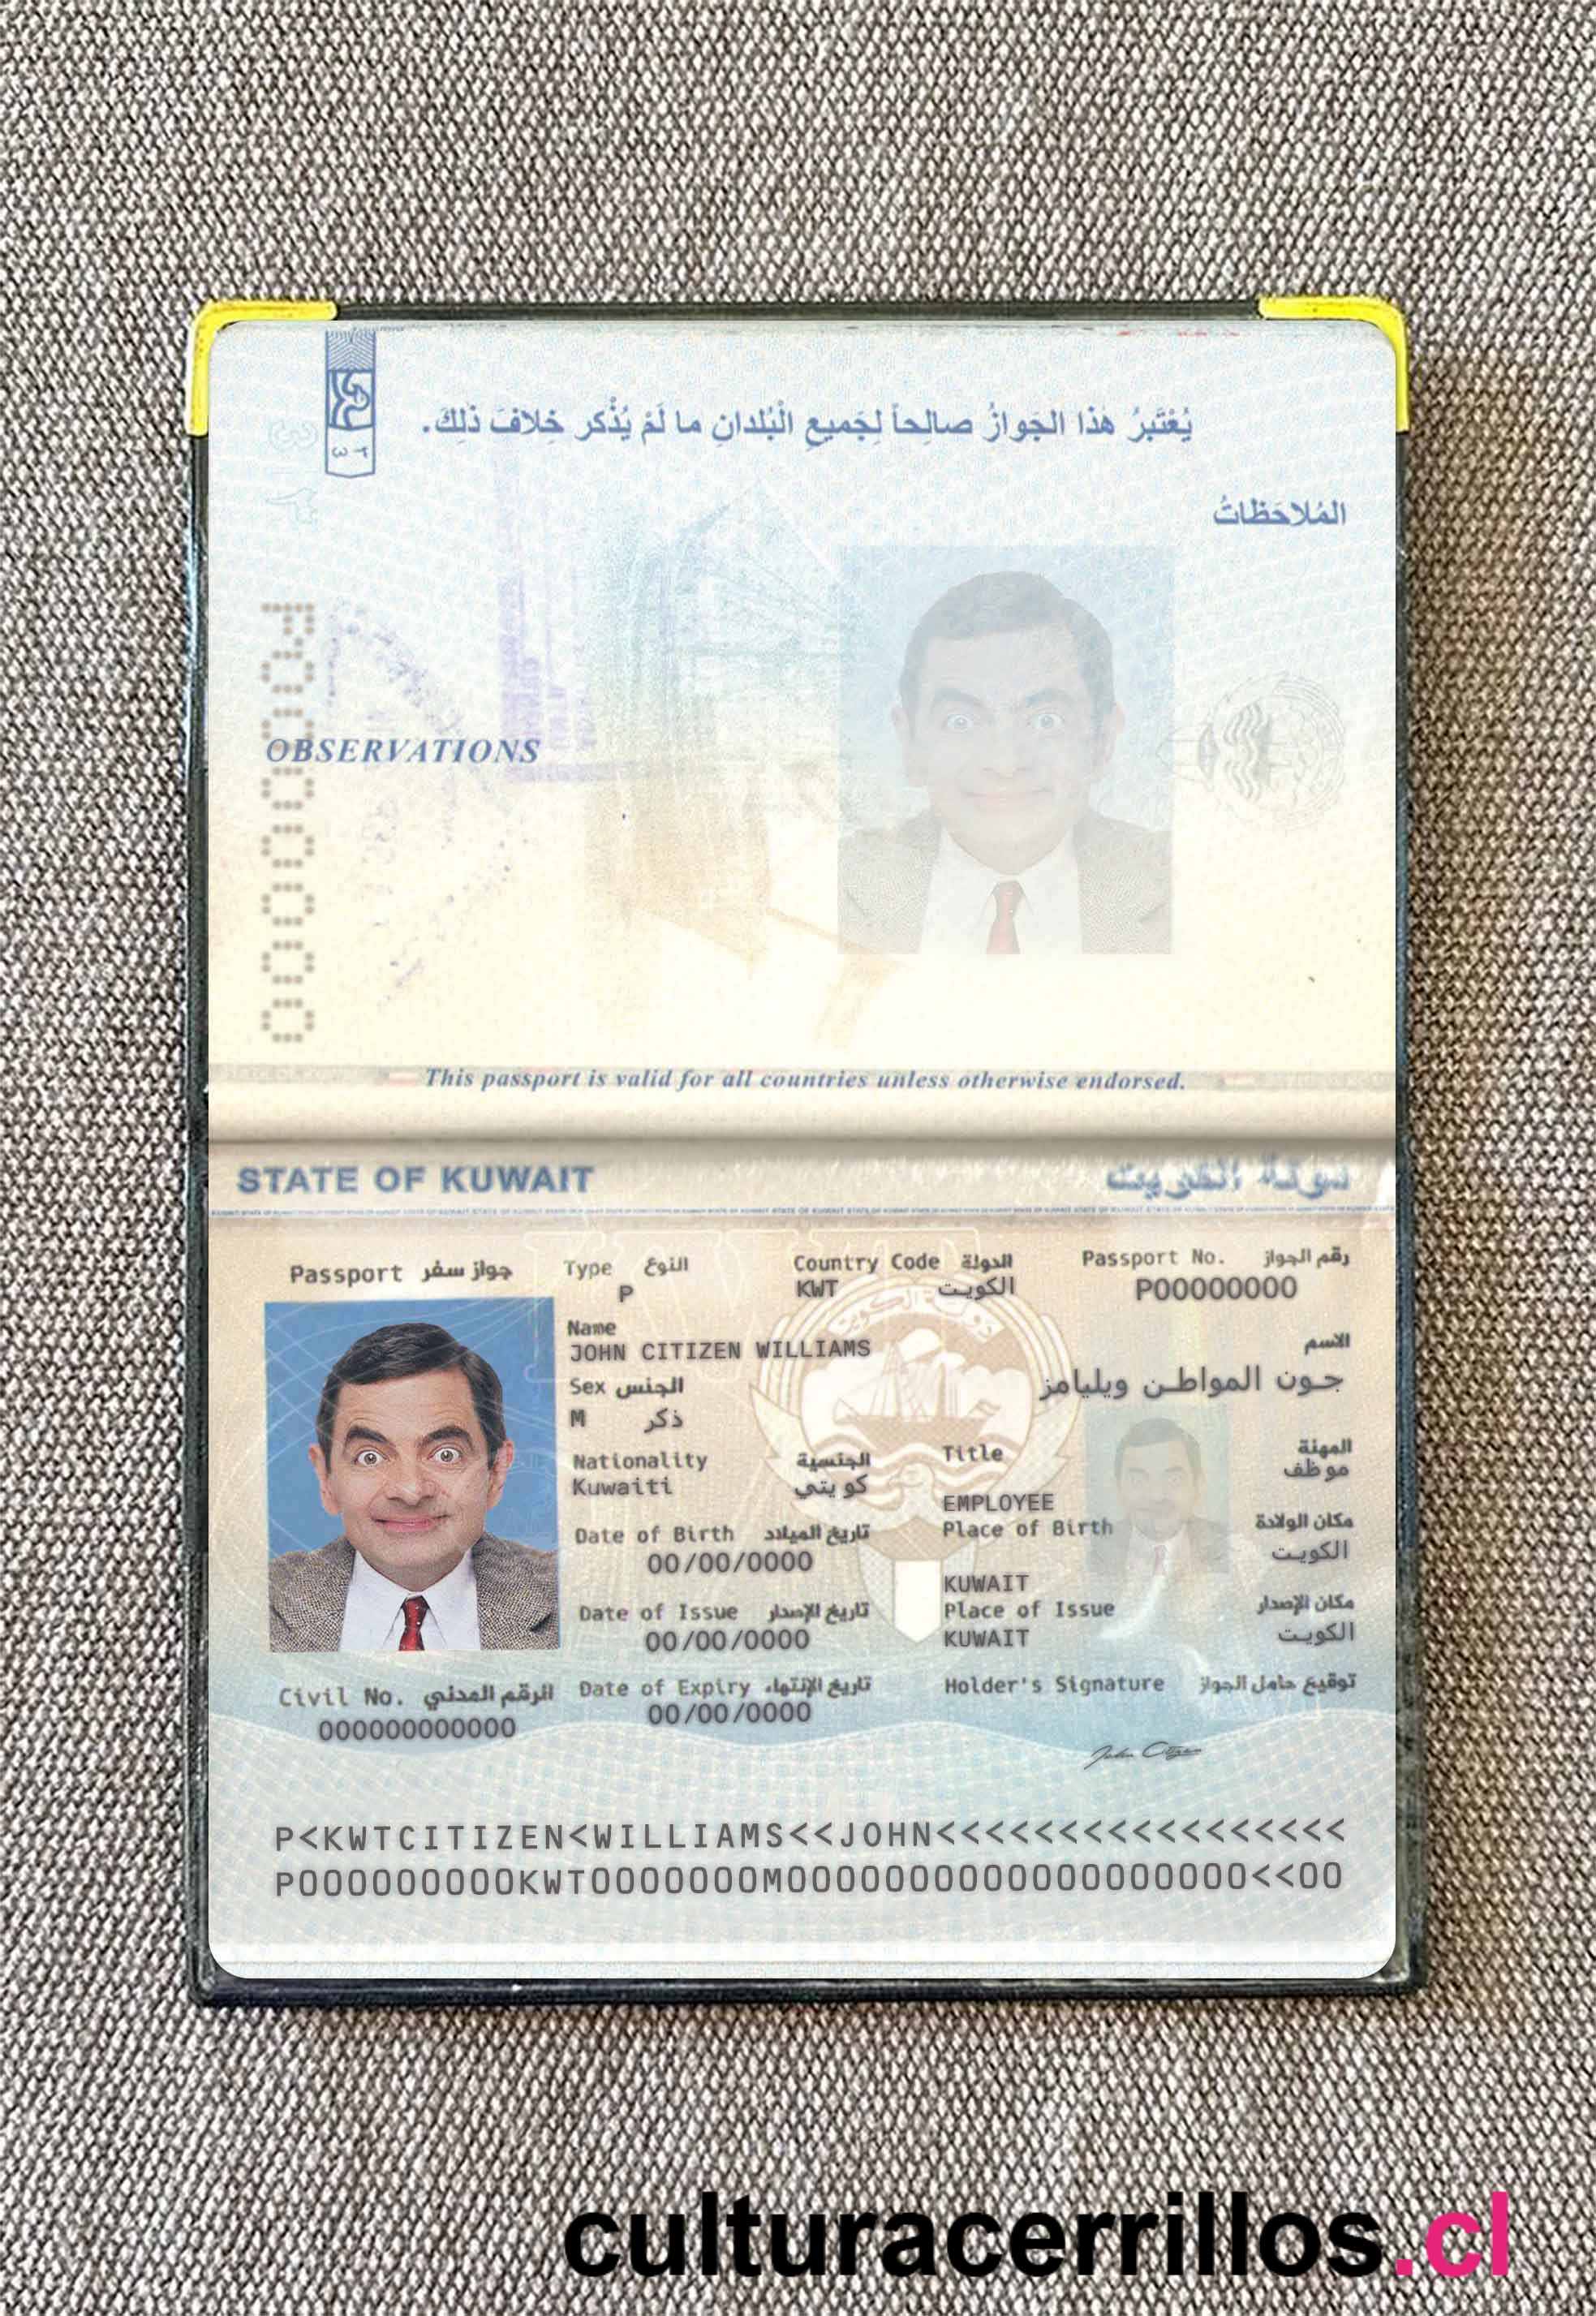 يُعْتَبرُ هَذا الجَوازُ صالِحاً لِجَميعِ الْبُلدانِ ما لَمْ يُذْكر خِلافَ ذَلِكَ.
المُلاحَظاتُ
P00000000
OBSERVATIONS
This passport is valid for all countries unless otherwise endorsed.
STATE OF KUWAIT دولة الكويت
Passport جواز سفر Type النوع Country Code الدولة Passport No. رقم الجواز
P KWT الكويت P00000000
Name الاسم
JOHN CITIZEN WILLIAMS
جون المواطن ويليامز
Sex الجنس
M ذكر
Nationality الجنسية Title المهنة
Kuwaiti كويتي موظف
EMPLOYEE
Date of Birth تاريخ الميلاد Place of Birth مكان الولادة
00/00/0000 الكويت
KUWAIT
Date of Issue تاريخ الإصدار Place of Issue مكان الإصدار
00/00/0000 KUWAIT الكويت
Civil No. الرقم المدني Date of Expiry تاريخ الإنتهاء Holder's Signature توقيع حامل الجواز
000000000000 00/00/0000
John Citizen
P<KWTCITIZEN<WILLIAMS<<JOHN<<<<<<<<<<<<<<<<<
P0000000000KWT0000000M00000000000000000000<<00
culturacerrillos.cl